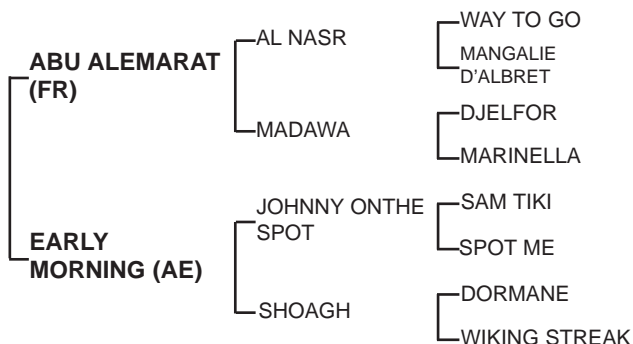 ABU ALEMARAT
(FR)
AL NASR
WAY TO GO
MANGALIE
D'ALBRET
MADAWA
DJELFOR
MARINELLA
EARLY
MORNING (AE)
JOHNNY ONTHE
SPOT
SAM TIKI
SPOT ME
SHOAGH
DORMANE
WIKING STREAK